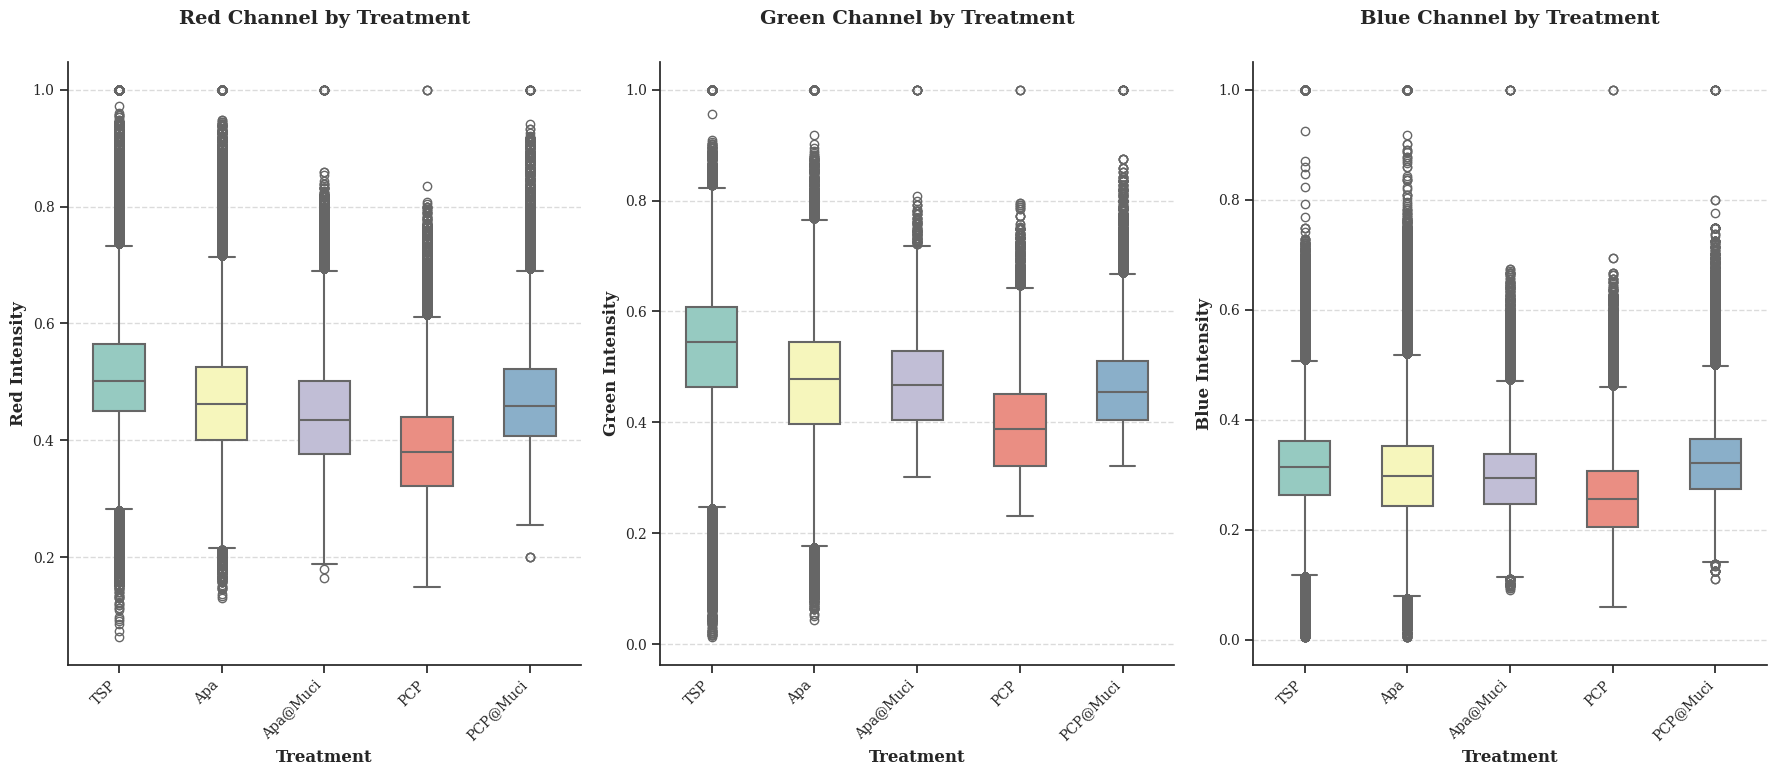 Red Channel by Treatment
Green Channel by Treatment
Blue Channel by Treatment
Red Intensity
1.0
0.8
0.6
0.4
0.2
TSP
Apa
Apa@Muci
PCP
PCP@Muci
Treatment
Green Intensity
1.0
0.8
0.6
0.4
0.2
0.0
TSP
Apa
Apa@Muci
PCP
PCP@Muci
Treatment
Blue Intensity
1.0
0.8
0.6
0.4
0.2
0.0
TSP
Apa
Apa@Muci
PCP
PCP@Muci
Treatment